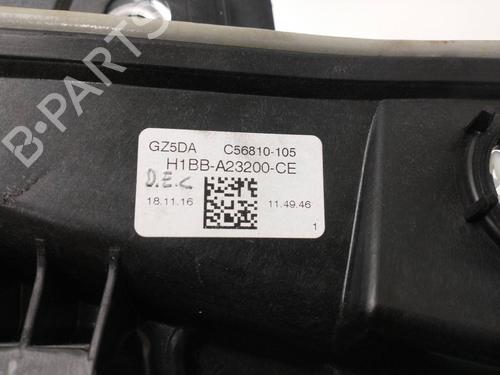 B-PARTS
GZ5DA C56810-105
H1BB-A23200-CE
D.E.C
18.11.16 11.49.46
1